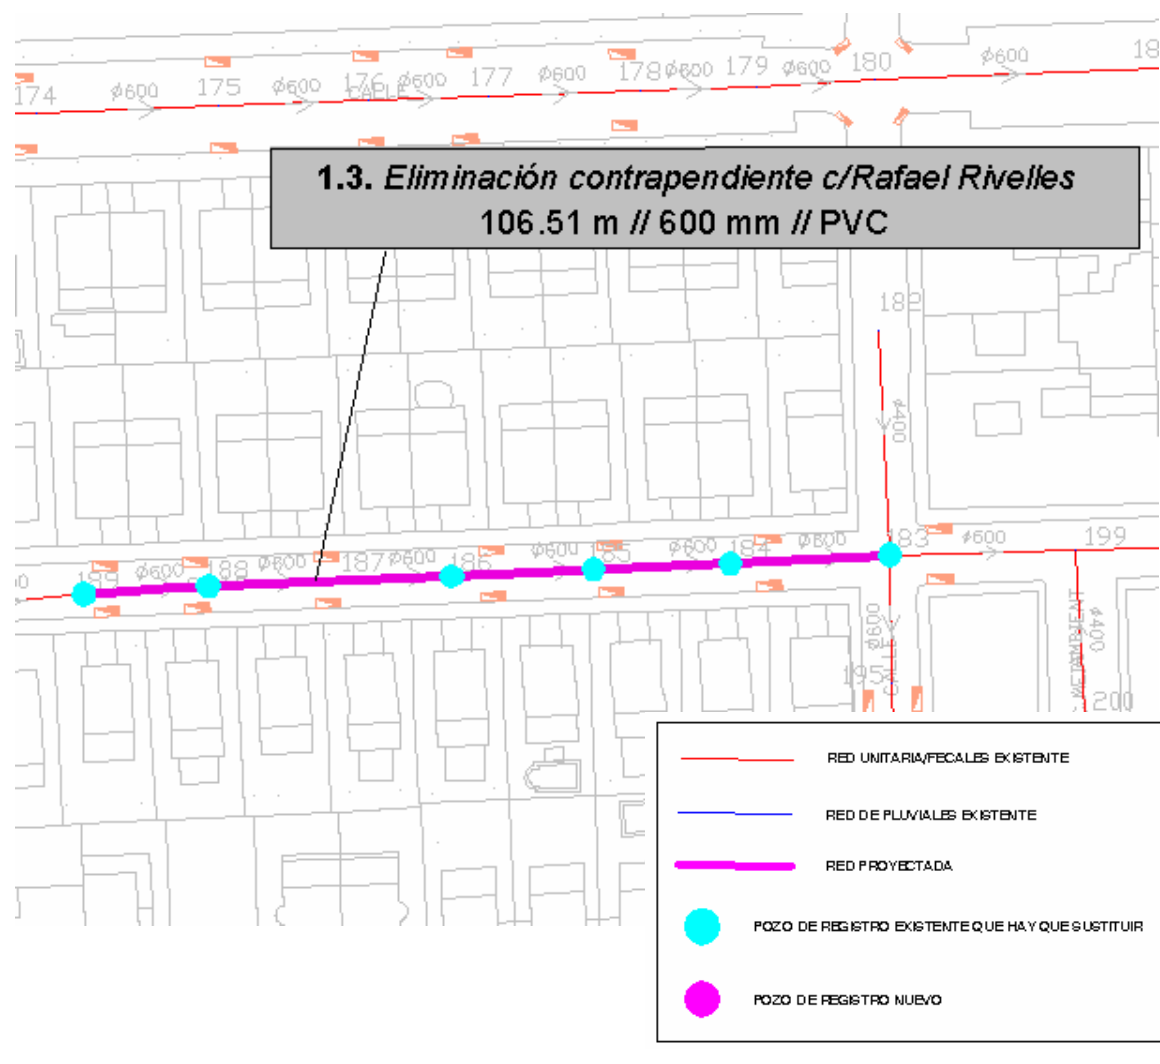 174
ø600
175
ø600
176
ø600
177
ø600
178
ø600
179
ø600
180
ø600
18
CALLE
1.3. Eliminación contrapendiente c/Rafael Rivelles
106.51 m // 600 mm // PVC
182
ø400
ø600
188
ø600
187
ø600
186
ø600
185
ø600
184
ø600
183
ø600
199
ø600
195
ø400
200
RED UNITARIA/FECALES EXISTENTE
RED DE PLUVIALES EXISTENTE
RED PROYECTADA
POZO DE REGISTRO EXISTENTE QUE HAY QUE SUSTITUIR
POZO DE REGISTRO NUEVO